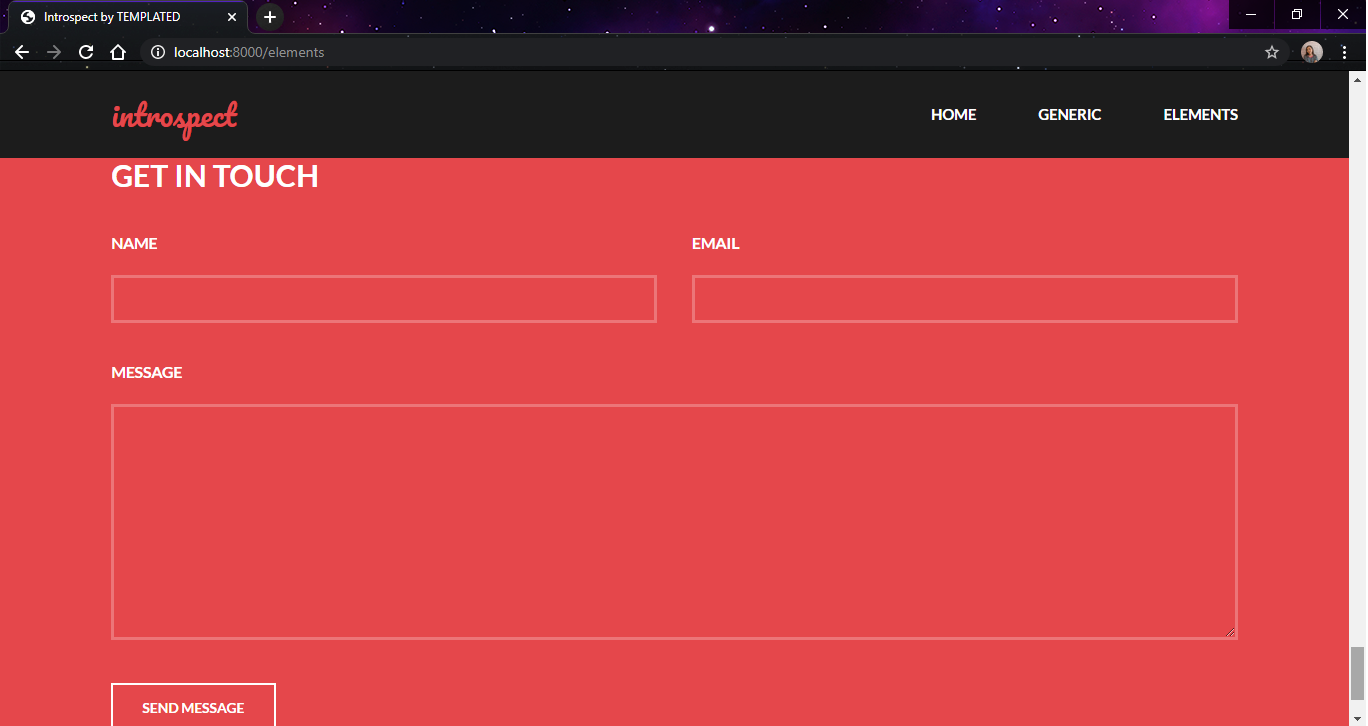 Introspect by TEMPLATED
localhost:8000/elements
introspect
HOME GENERIC ELEMENTS
GET IN TOUCH
NAME EMAIL
MESSAGE
SEND MESSAGE